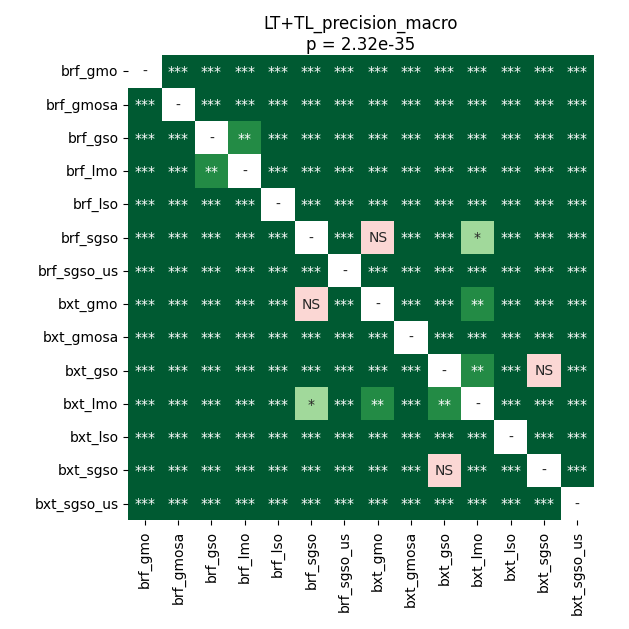 LT+TL_precision_macro
p = 2.32e-35
brf_gmo - *** *** *** *** *** *** *** *** *** *** *** *** ***
brf_gmosa *** - *** *** *** *** *** *** *** *** *** *** *** ***
brf_gso *** *** - ** *** *** *** *** *** *** *** *** *** ***
brf_lmo *** *** ** - *** *** *** *** *** *** *** *** *** ***
brf_lso *** *** *** *** - *** *** *** *** *** *** *** *** ***
brf_sgso *** *** *** *** *** - *** NS *** *** * *** *** ***
brf_sgso_us *** *** *** *** *** *** - *** *** *** *** *** *** ***
bxt_gmo *** *** *** *** *** NS *** - *** *** ** *** *** ***
bxt_gmosa *** *** *** *** *** *** *** *** - *** *** *** *** ***
bxt_gso *** *** *** *** *** *** *** *** *** - ** *** NS ***
bxt_lmo *** *** *** *** *** * *** ** *** ** - *** *** ***
bxt_lso *** *** *** *** *** *** *** *** *** *** *** - *** ***
bxt_sgso *** *** *** *** *** *** *** *** *** NS *** *** - ***
bxt_sgso_us *** *** *** *** *** *** *** *** *** *** *** *** *** -
brf_gmo
brf_gmosa
brf_gso
brf_lmo
brf_lso
brf_sgso
brf_sgso_us
bxt_gmo
bxt_gmosa
bxt_gso
bxt_lmo
bxt_lso
bxt_sgso
bxt_sgso_us